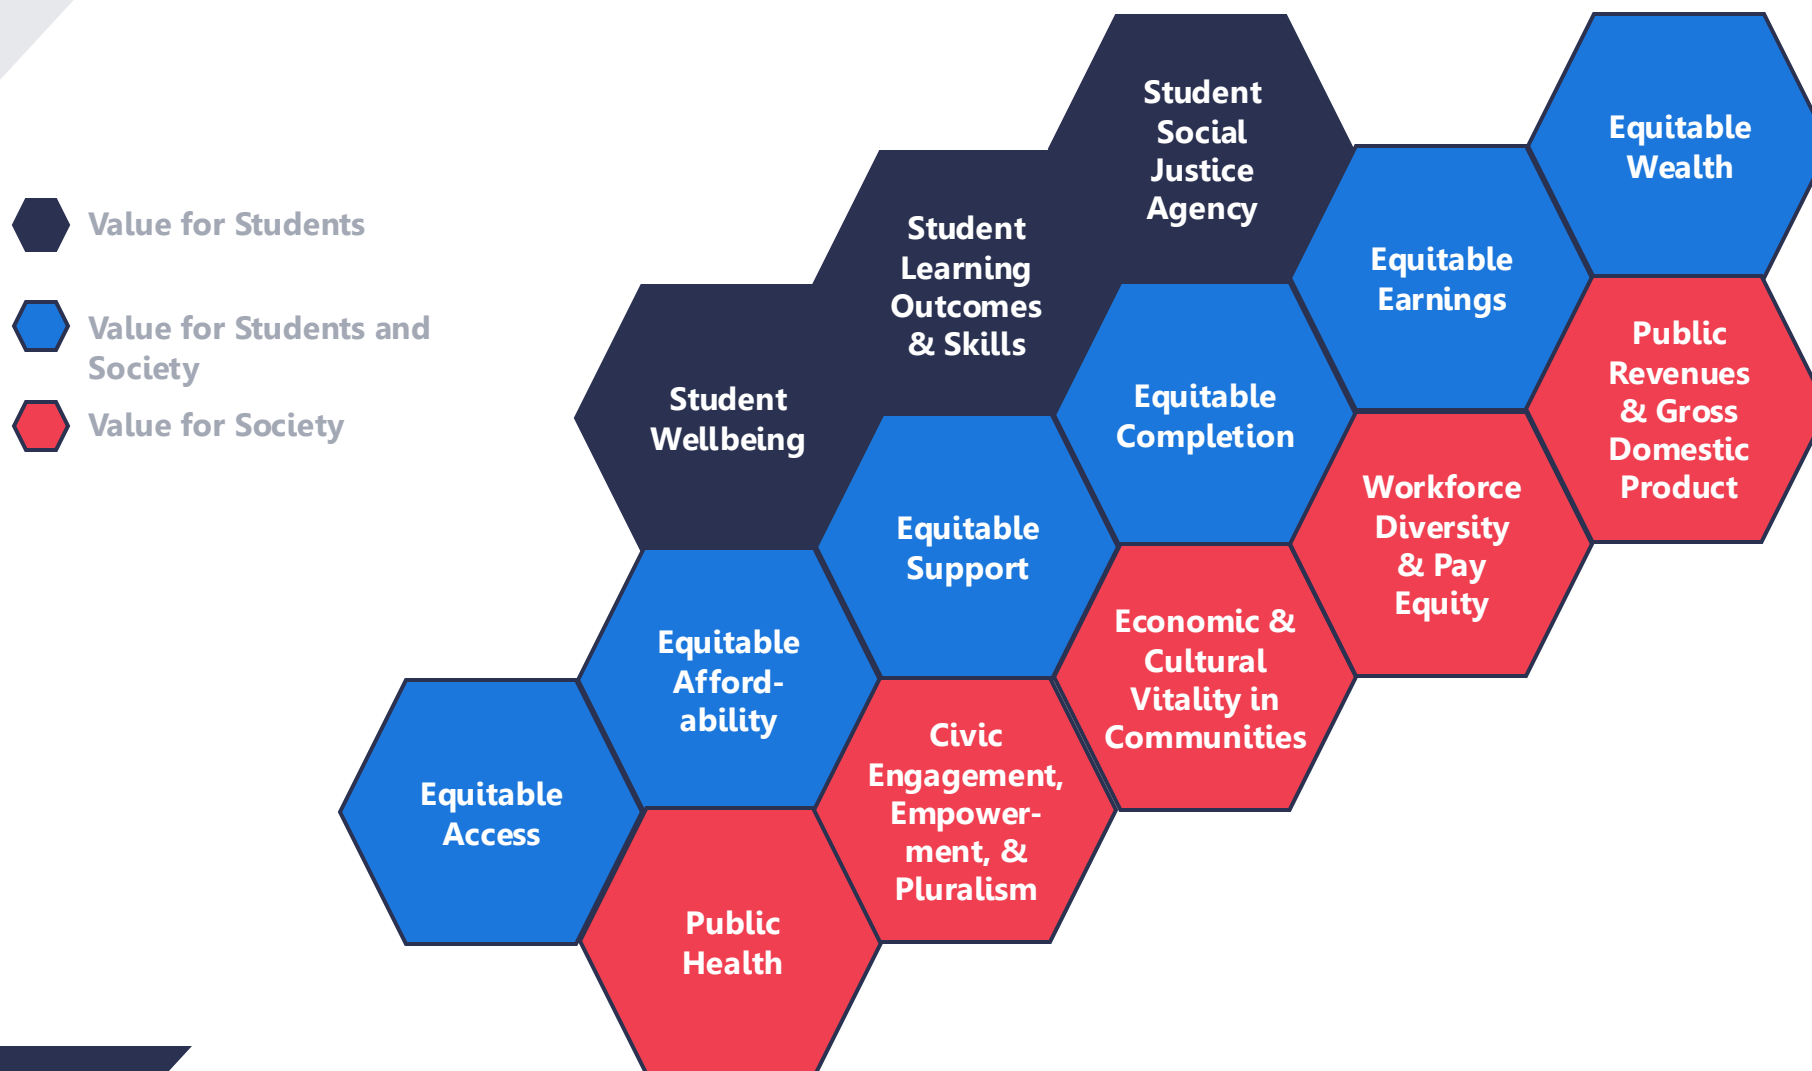 Value for Students
Value for Students and
Society
Value for Society
Student
Social
Justice
Agency
Equitable
Wealth
Student
Learning
Outcomes
& Skills
Equitable
Earnings
Student
Wellbeing
Equitable
Completion
Public
Revenues
& Gross
Domestic
Product
Equitable
Support
Workforce
Diversity
& Pay
Equity
Equitable
Afford-
ability
Economic &
Cultural
Vitality in
Communities
Equitable
Access
Civic
Engagement,
Empower-
ment, &
Pluralism
Public
Health